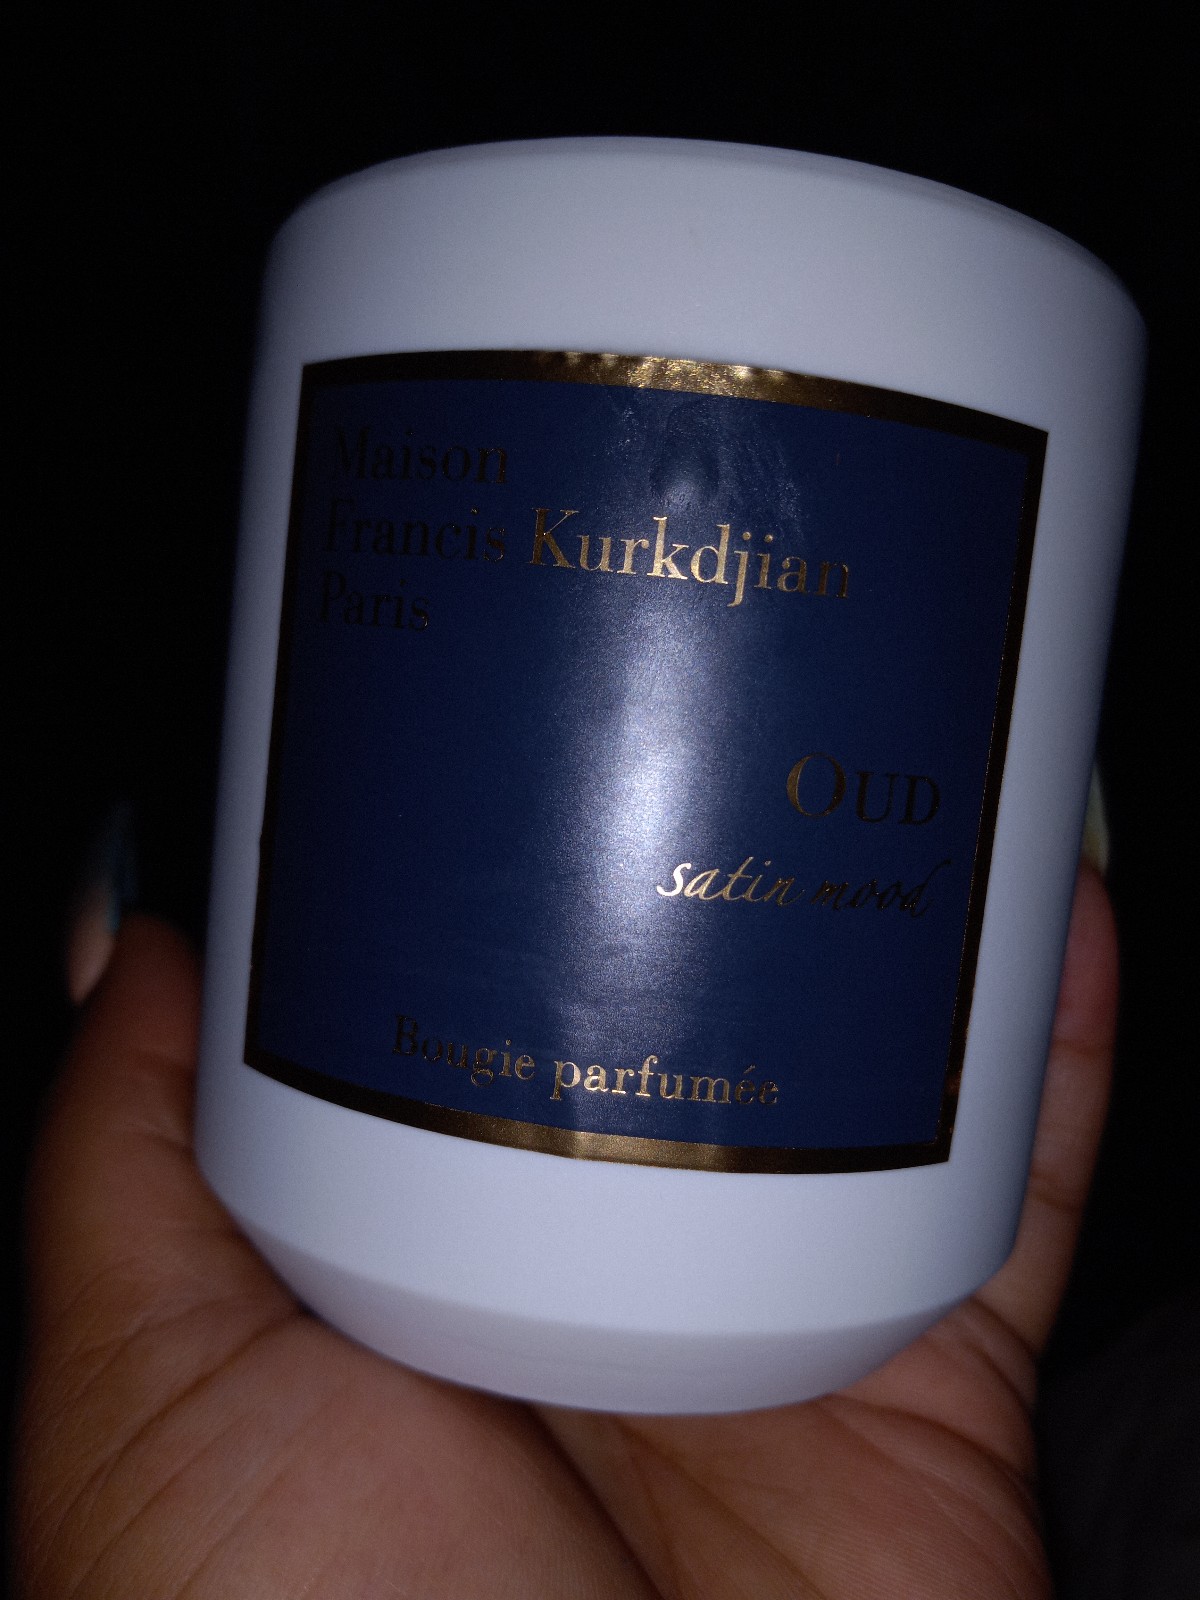 Maison
Francis Kurkdjian
Paris
OUD
satin mood
Bougie parfumée